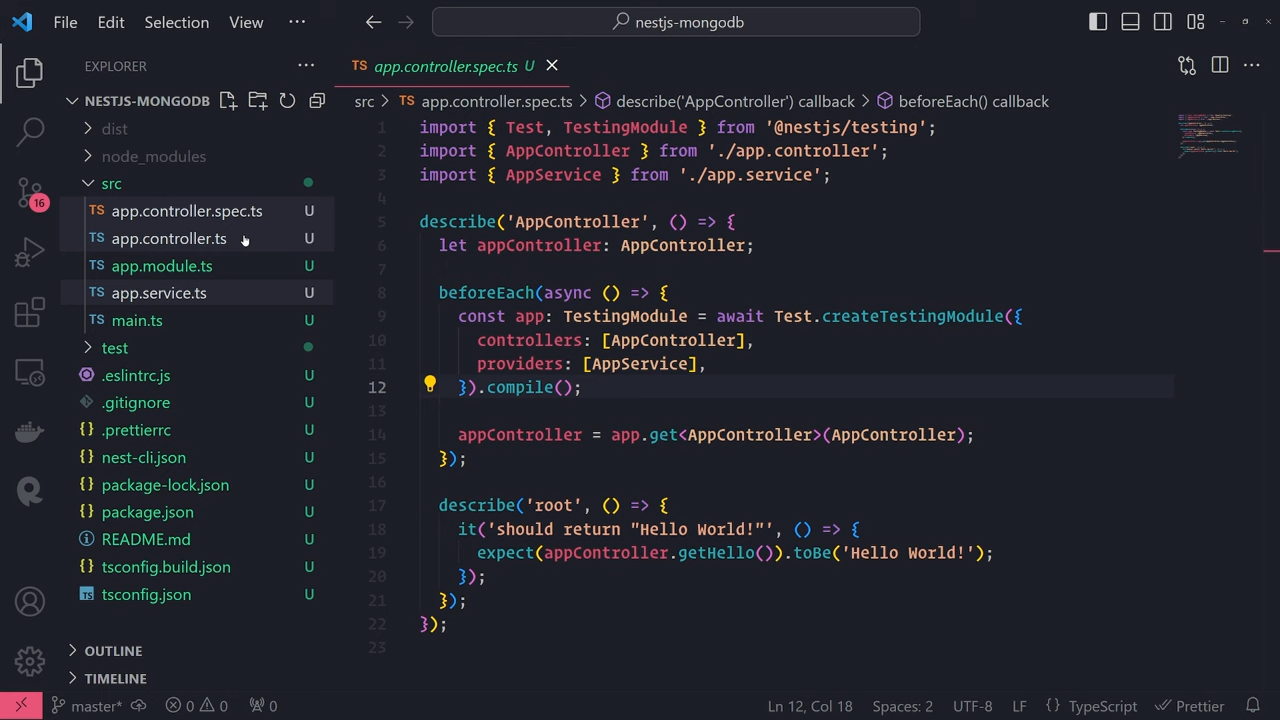 File Edit Selection View ··· nestjs-mongodb
EXPLORER ···
NESTJS-MONGODB
dist
node_modules
src
TS app.controller.spec.ts U
TS app.controller.ts U
TS app.module.ts U
TS app.service.ts U
TS main.ts U
test
.eslintrc.js U
.gitignore U
{} .prettierrc U
{} nest-cli.json U
{} package-lock.json U
{} package.json U
README.md U
{} tsconfig.build.json U
TS tsconfig.json U
OUTLINE
TIMELINE
16
TS app.controller.spec.ts U
src > TS app.controller.spec.ts > describe('AppController') callback > beforeEach() callback
1 import { Test, TestingModule } from '@nestjs/testing';
2 import { AppController } from './app.controller';
3 import { AppService } from './app.service';
4
5 describe('AppController', () => {
6 let appController: AppController;
7
8 beforeEach(async () => {
9 const app: TestingModule = await Test.createTestingModule({
10 controllers: [AppController],
11 providers: [AppService],
12 }).compile();
13
14 appController = app.get<AppController>(AppController);
15 });
16
17 describe('root', () => {
18 it('should return "Hello World!"', () => {
19 expect(appController.getHello()).toBe('Hello World!');
20 });
21 });
22 });
23
master* 0 0 0 Ln 12, Col 18 Spaces: 2 UTF-8 LF {} TypeScript Prettier